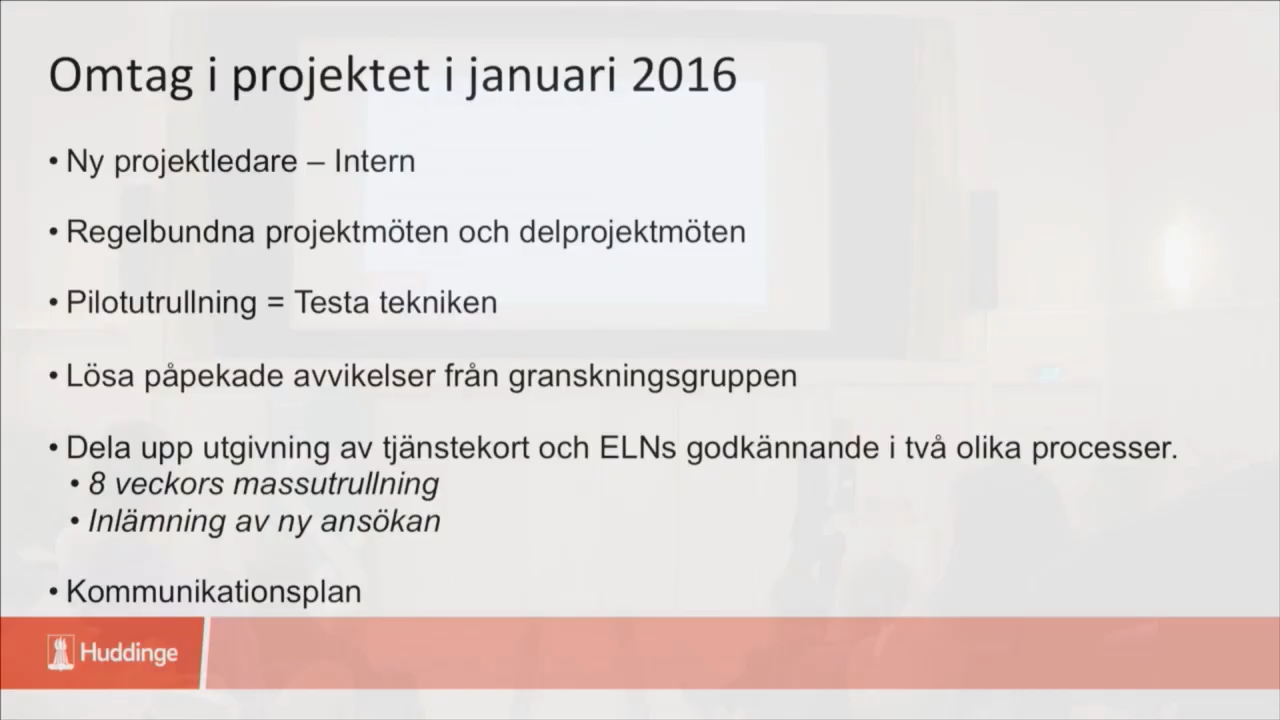 Omtag i projektet i januari 2016
• Ny projektledare – Intern
• Regelbundna projektmöten och delprojektmöten
• Pilotutrullning = Testa tekniken
• Lösa påpekade avvikelser från granskningsgruppen
• Dela upp utgivning av tjänstekort och ELNs godkännande i två olika processer.
• 8 veckors massutrullning
• Inlämning av ny ansökan
• Kommunikationsplan
Huddinge